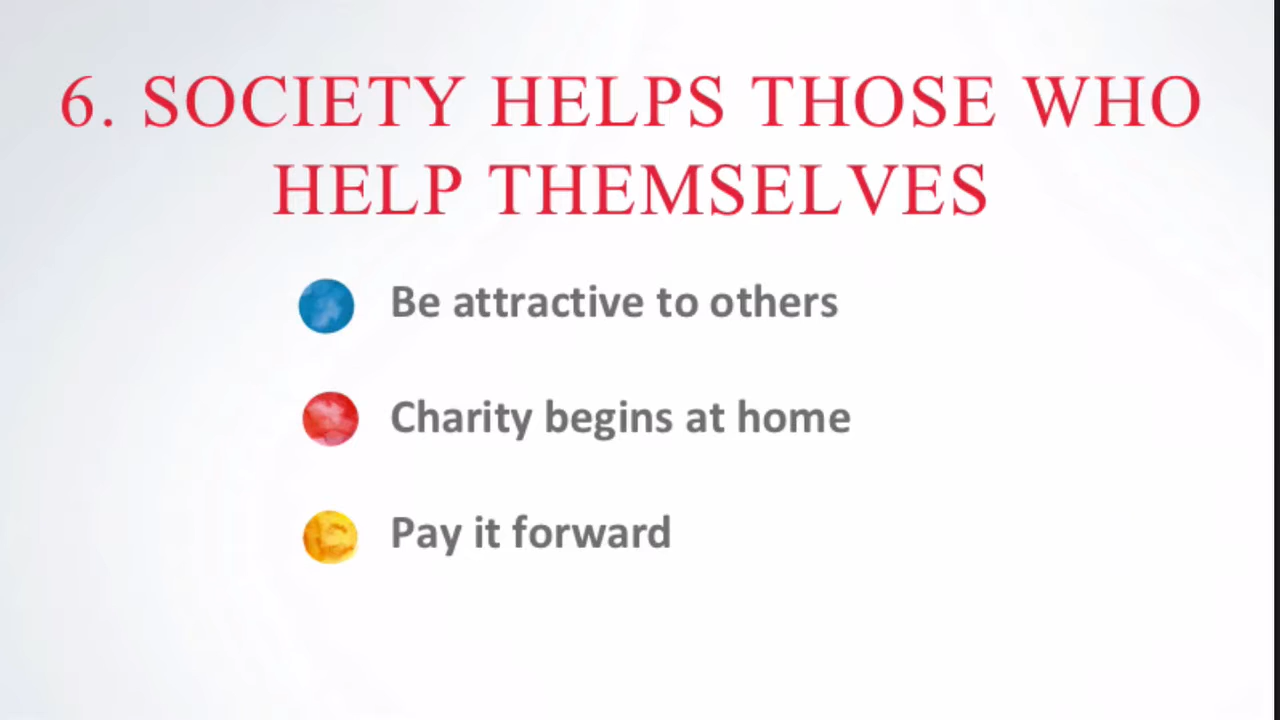 6. SOCIETY HELPS THOSE WHO
HELP THEMSELVES
Be attractive to others
Charity begins at home
Pay it forward